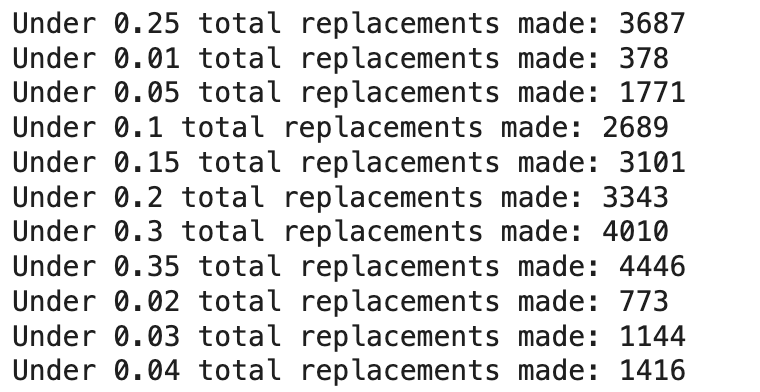 Under 0.25 total replacements made: 3687
Under 0.01 total replacements made: 378
Under 0.05 total replacements made: 1771
Under 0.1 total replacements made: 2689
Under 0.15 total replacements made: 3101
Under 0.2 total replacements made: 3343
Under 0.3 total replacements made: 4010
Under 0.35 total replacements made: 4446
Under 0.02 total replacements made: 773
Under 0.03 total replacements made: 1144
Under 0.04 total replacements made: 1416